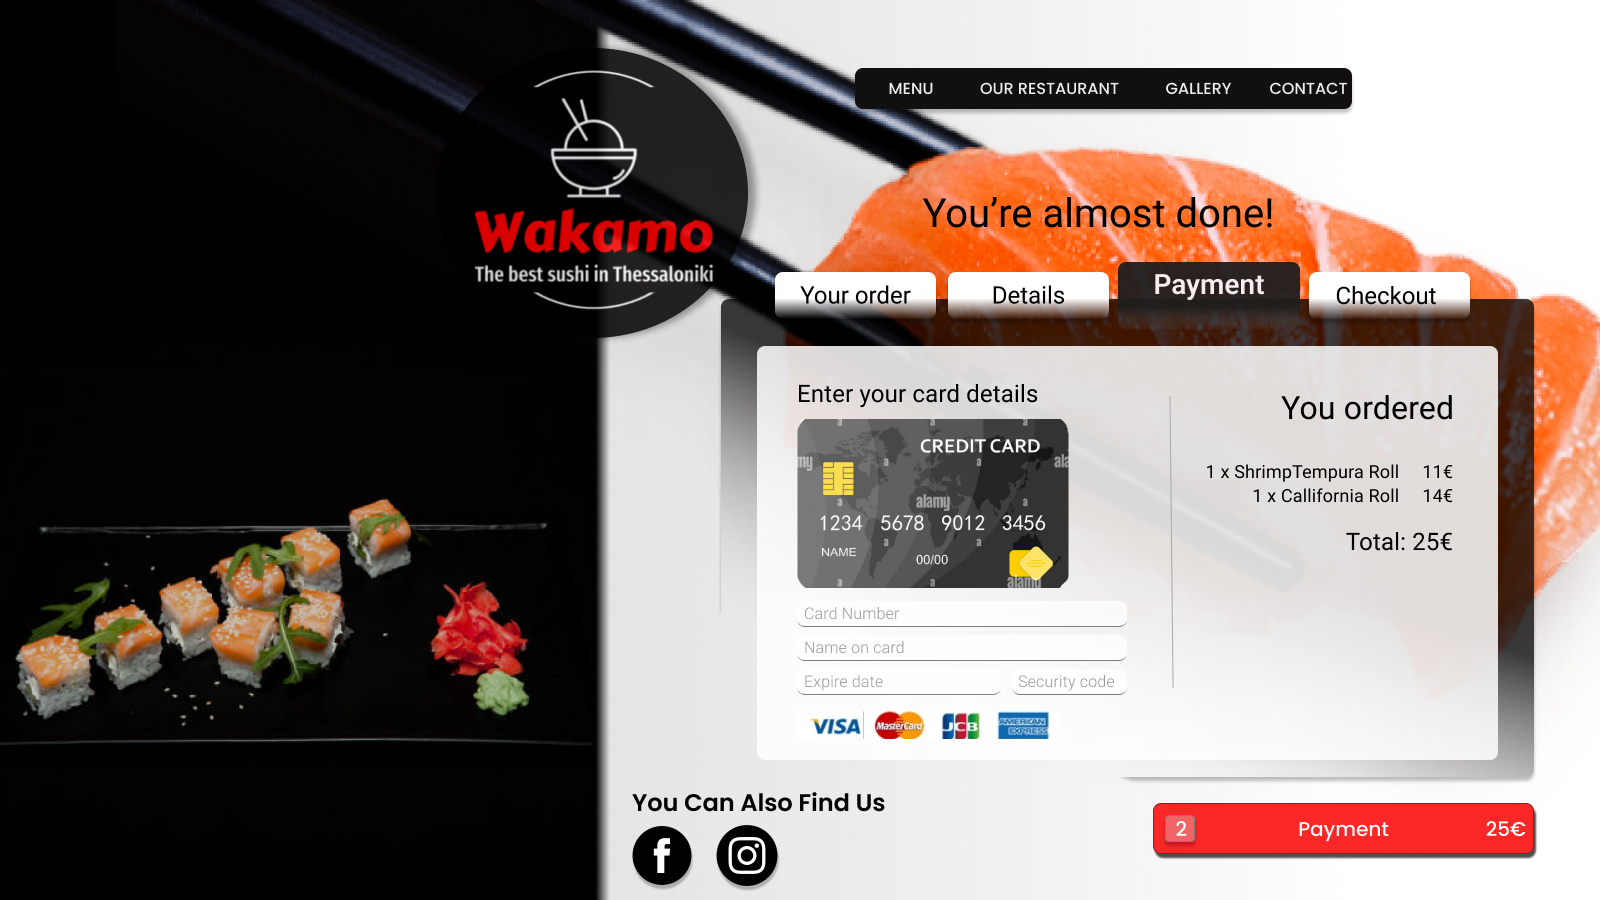 MENU OUR RESTAURANT GALLERY CONTACT
Wakamo
The best sushi in Thessaloniki
You're almost done!
Your order Details Payment Checkout
Enter your card details
CREDIT CARD
alamy
1234 5678 9012 3456
NAME
00/00
alamy
Card Number
Name on card
Expire date Security code
VISA MasterCard JCB AMERICAN EXPRESS
You ordered
1 x ShrimpTempura Roll 11€
1 x Callifornia Roll 14€
Total: 25€
You Can Also Find Us
2 Payment 25€